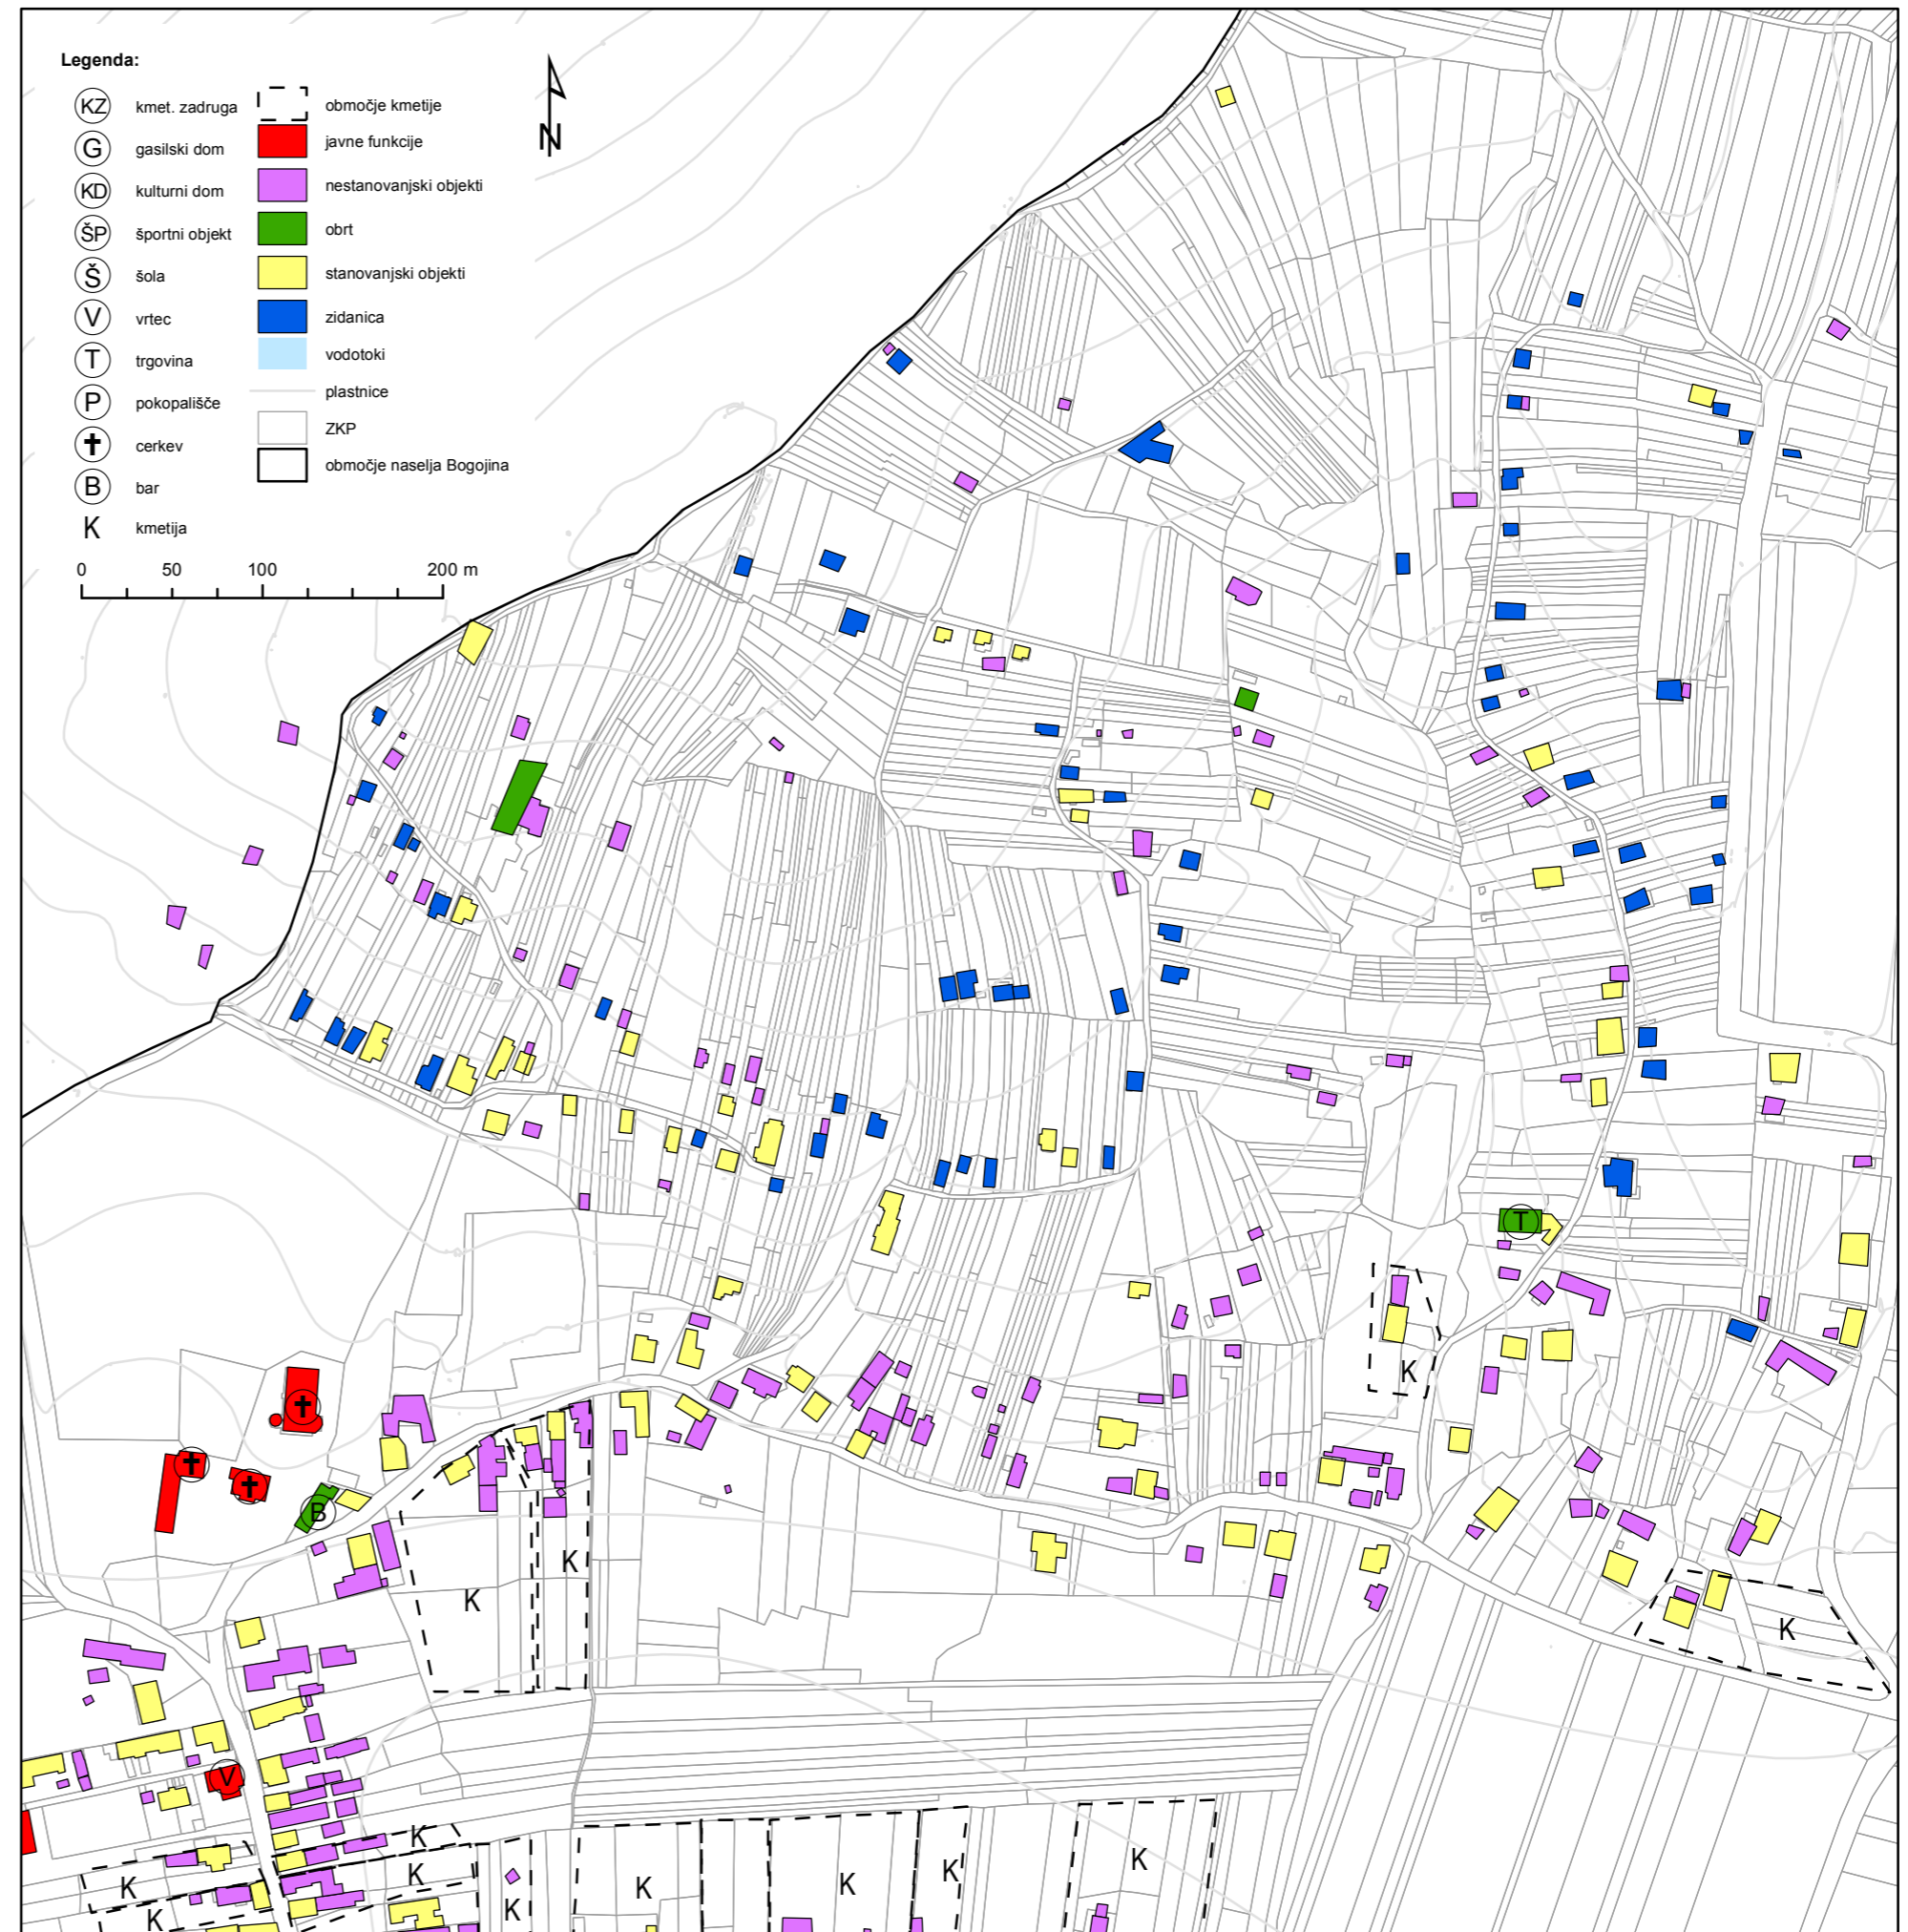 Legenda:
KZ kmet. zadruga
G gasilski dom
KD kulturni dom
ŠP športni objekt
Š šola
V vrtec
T trgovina
P pokopališče
cerkev
B bar
K kmetija
območje kmetije
javne funkcije
nestanovanjski objekti
obrt
stanovanjski objekti
zidanica
vodotoki
plastnice
ZKP
območje naselja Bogojina
N
0 50 100 200 m
T
K
B
K
K
K
V
K
K
K
K
K
K
K
K
K